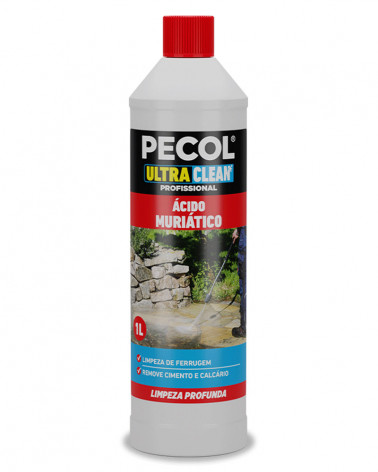 PECOL®
ULTRA CLEAN®
PROFISSIONAL
ÁCIDO
MURIÁTICO
1L
LIMPEZA DE FERRUGEM
REMOVE CIMENTO E CALCÁRIO
LIMPEZA PROFUNDA